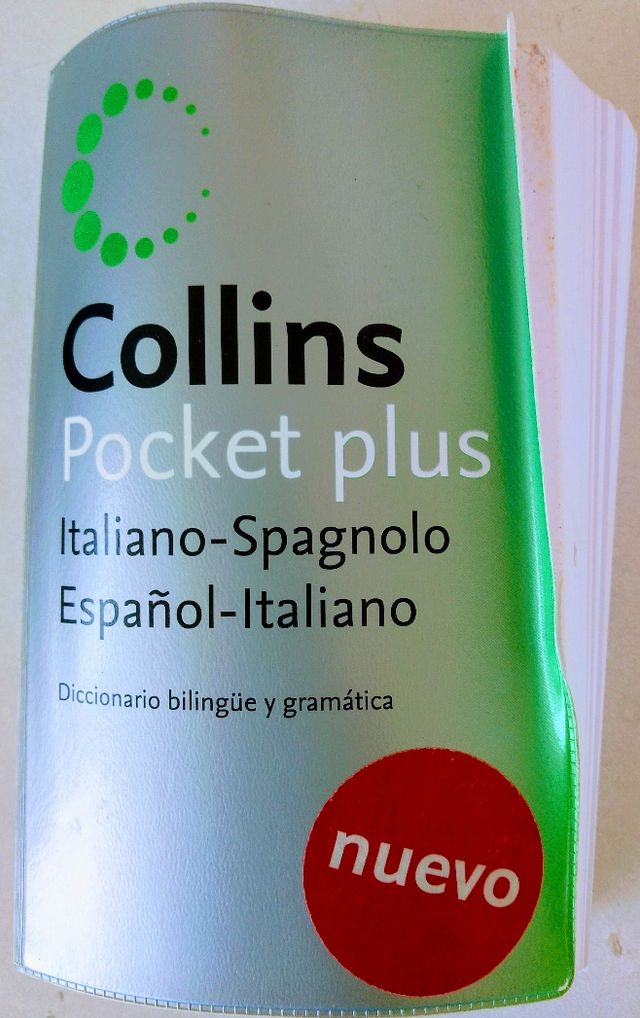 Collins
Pocket plus
Italiano-Spagnolo
Español-Italiano
Diccionario bilingüe y gramática
nuevo